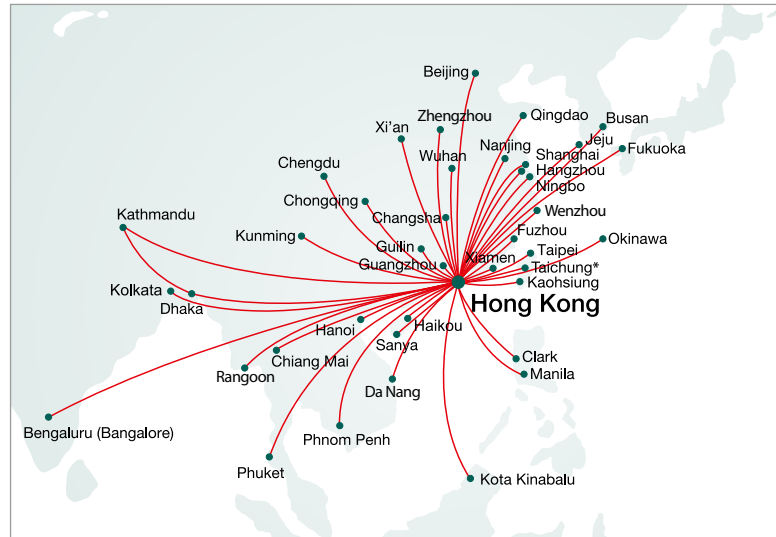 Beijing
Zhengzhou
Qingdao
Busan
Xi'an
Jeju
Nanjing
Shanghai
Fukuoka
Wuhan
Hangzhou
Chengdu
Ningbo
Chongqing
Wenzhou
Kathmandu
Changsha
Kunming
Fuzhou
Okinawa
Guilin
Taipei
Xiamen
Guangzhou
Taichung*
Kaohsiung
Kolkata
Dhaka
Hong Kong
Hanoi
Haikou
Sanya
Chiang Mai
Clark
Rangoon
Manila
Da Nang
Bengaluru (Bangalore)
Phnom Penh
Phuket
Kota Kinabalu